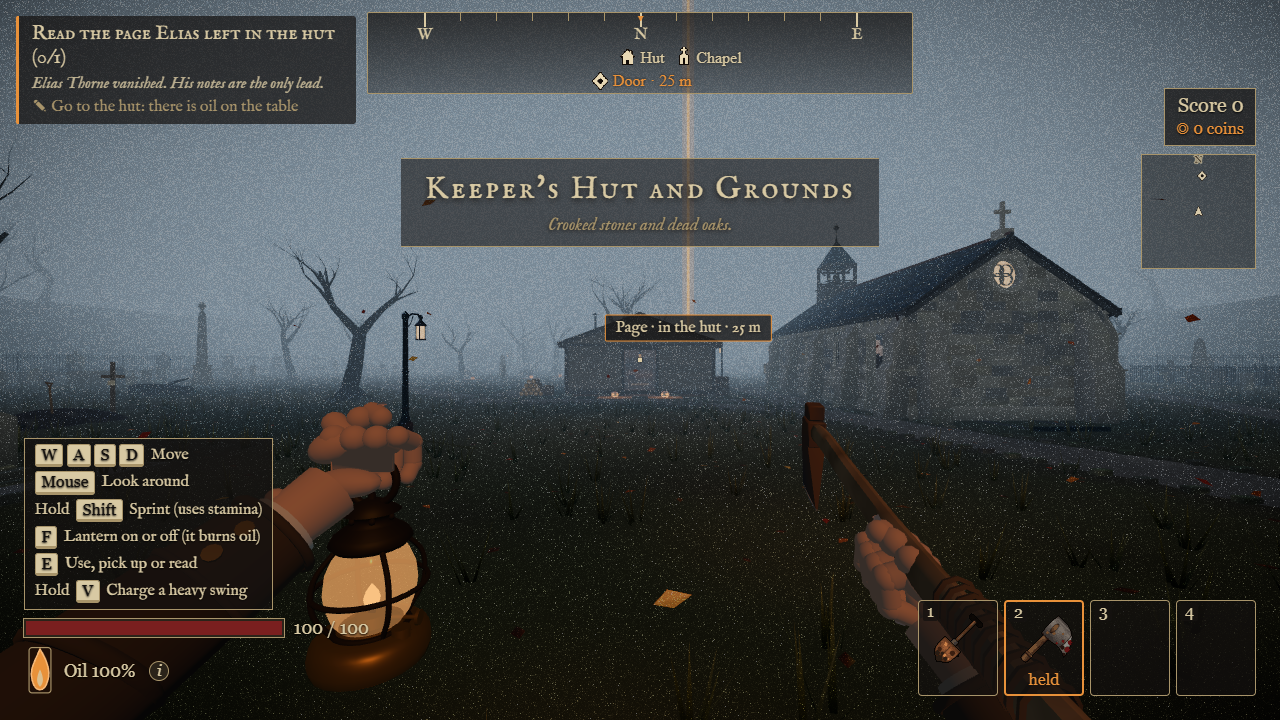 Read the page Elias left in the hut
(0/1)
Elias Thorne vanished. His notes are the only lead.
Go to the hut: there is oil on the table
W N E
Hut Chapel
Door · 25 m
Score 0
0 coins
N
Keeper's Hut and Grounds
Crooked stones and dead oaks.
Page · in the hut · 25 m
W A S D Move
Mouse Look around
Hold Shift Sprint (uses stamina)
F Lantern on or off (it burns oil)
E Use, pick up or read
Hold V Charge a heavy swing
100 / 100
Oil 100% i
1 2 3 4
held